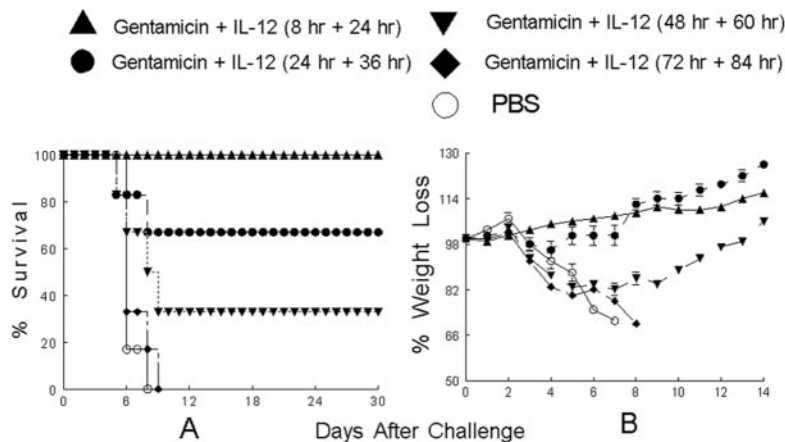 Gentamicin + IL-12 (8 hr + 24 hr)
Gentamicin + IL-12 (48 hr + 60 hr)
Gentamicin + IL-12 (24 hr + 36 hr)
Gentamicin + IL-12 (72 hr + 84 hr)
PBS
% Survival
100
80
60
40
20
0
0 6 12 18 24 30
A
% Weight Loss
130
114
98
82
66
50
0 2 4 6 8 10 12 14
B
Days After Challenge